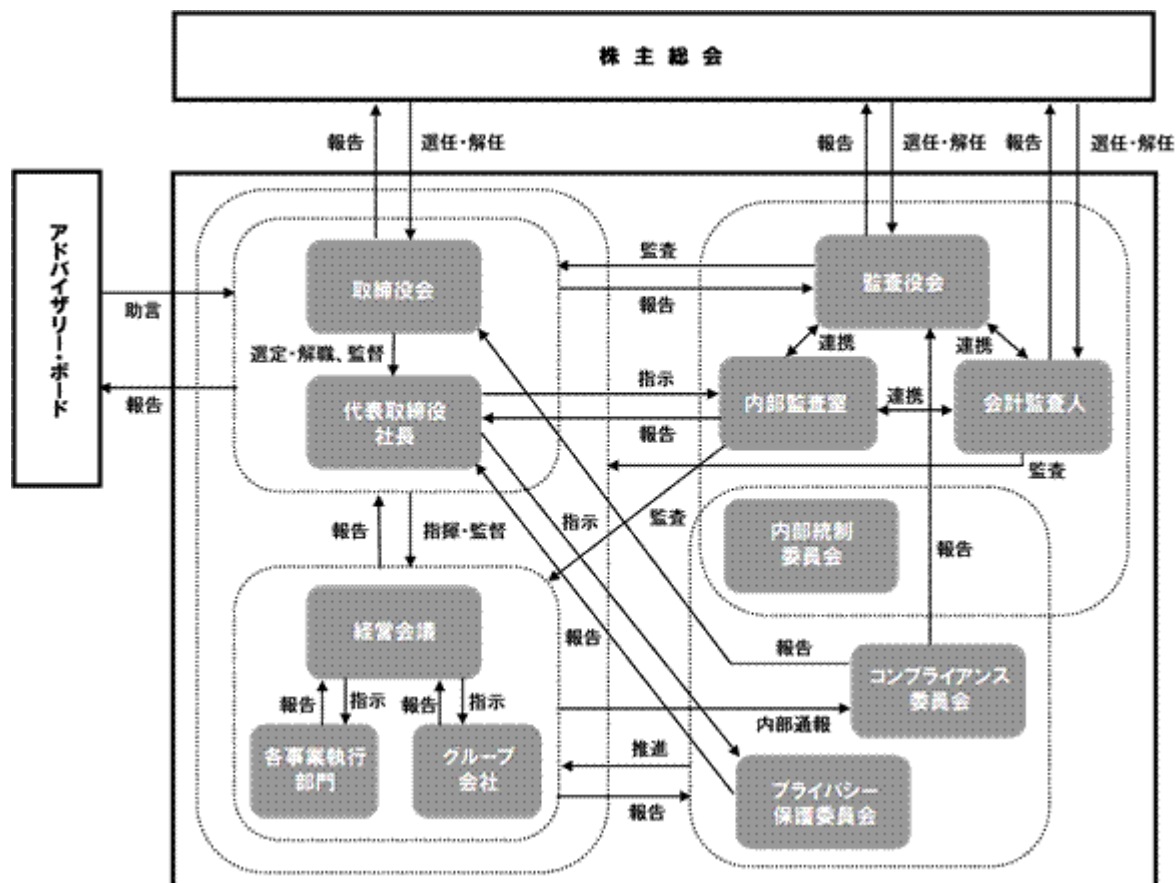 株主総会
報告
選任・解任
報告
選任・解任
報告
選任・解任
アドバイザリー・ボード
助言
報告
取締役会
選定・解職、監督
代表取締役
社長
監査
報告
監査役会
連携
連携
指示
報告
内部監査室
連携
会計監査人
監査
報告
指揮・監督
指示
監査
内部統制
委員会
報告
経営会議
報告
指示
報告
指示
各事業執行
部門
グループ
会社
報告
報告
コンプライアンス
委員会
内部通報
推進
報告
プライバシー
保護委員会